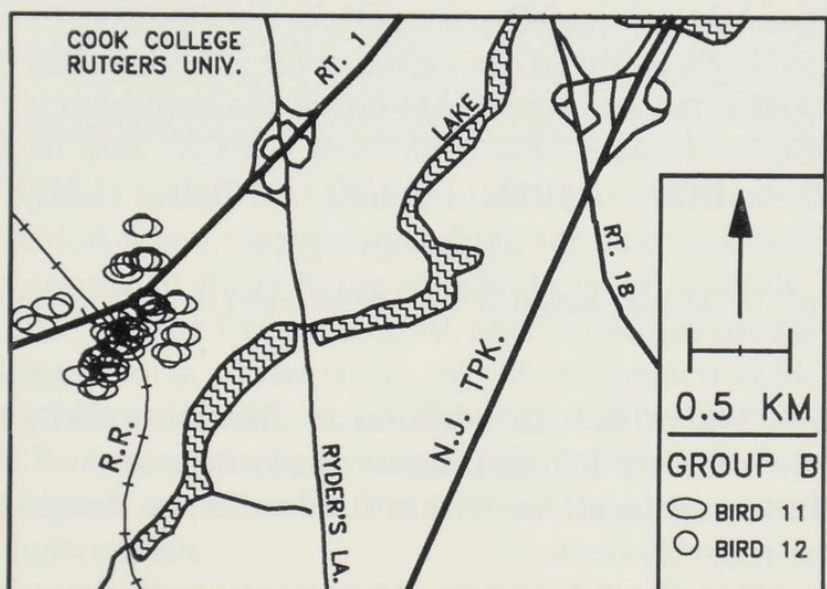 COOK COLLEGE
RUTGERS UNIV.
RT. 1
LAKE
RT. 18
N.J. TPK.
R.R.
RYDER'S LA.
0.5 KM
GROUP B
BIRD 11
BIRD 12